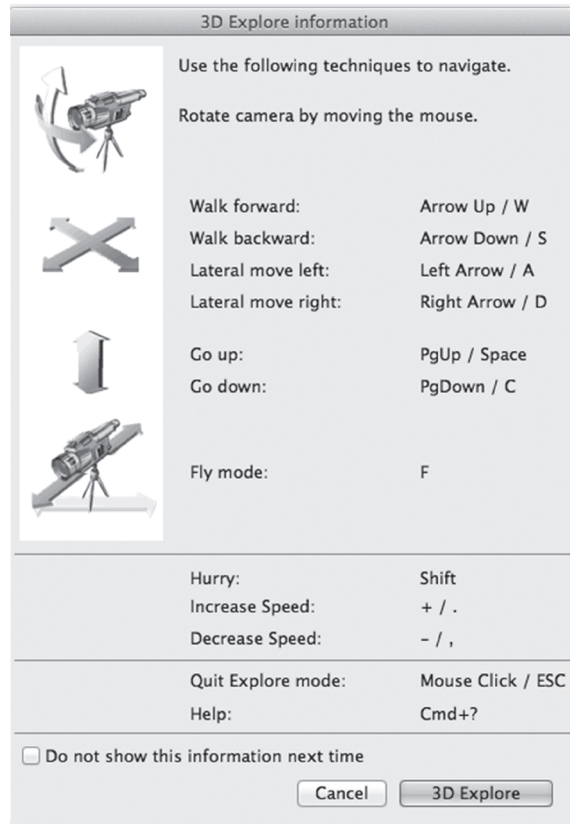 3D Explore information
Use the following techniques to navigate.
Rotate camera by moving the mouse.
Walk forward: Arrow Up / W
Walk backward: Arrow Down / S
Lateral move left: Left Arrow / A
Lateral move right: Right Arrow / D
Go up: PgUp / Space
Go down: PgDown / C
Fly mode: F
Hurry: Shift
Increase Speed: + / .
Decrease Speed: - / ,
Quit Explore mode: Mouse Click / ESC
Help: Cmd+?
Do not show this information next time
Cancel 3D Explore